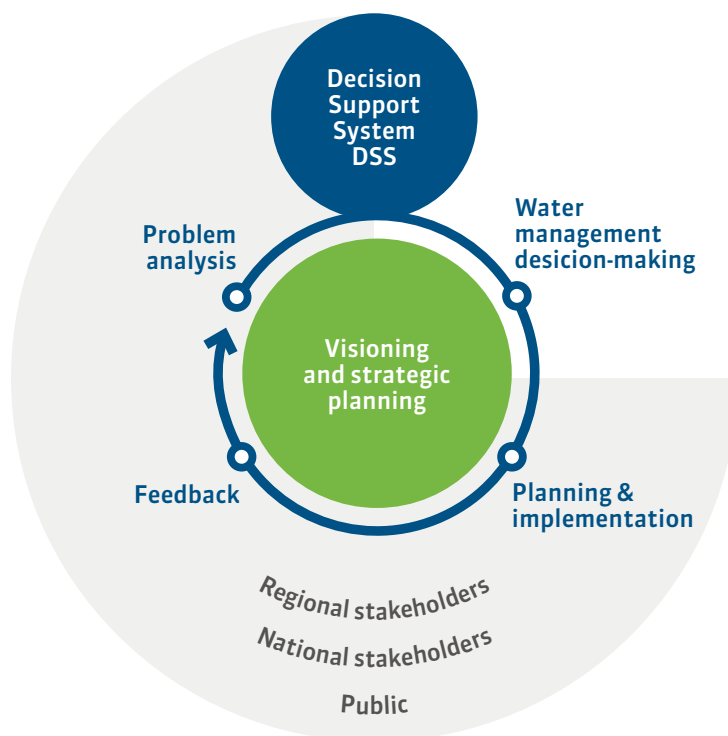 Decision
Support
System
DSS
Problem
analysis
Water
management
desicion-making
Visioning
and strategic
planning
Feedback
Planning &
implementation
Regional stakeholders
National stakeholders
Public